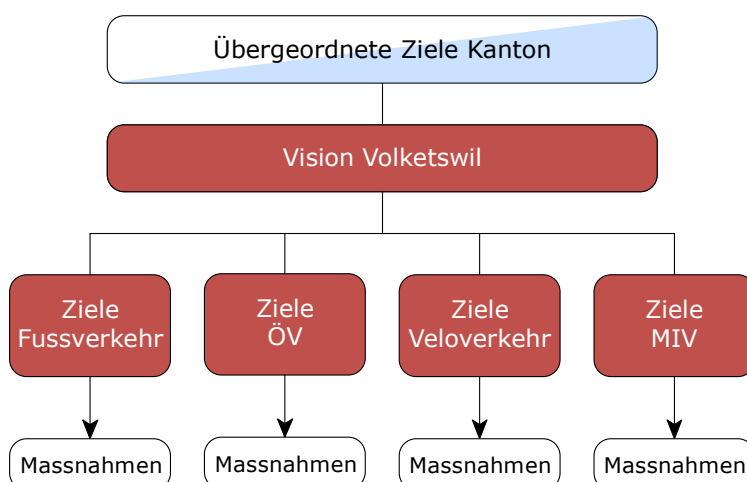 Übergeordnete Ziele Kanton
Vision Volketswil
Ziele
Fussverkehr
Ziele
ÖV
Ziele
Veloverkehr
Ziele
MIV
Massnahmen
Massnahmen
Massnahmen
Massnahmen